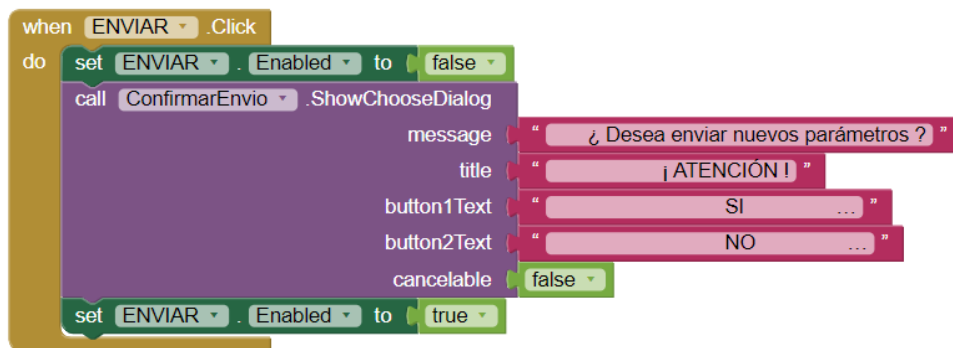 when ENVIAR .Click
do set ENVIAR . Enabled to false
call ConfirmarEnvio .ShowChooseDialog
message “ ¿ Desea enviar nuevos parámetros ? ”
title “ ¡ ATENCIÓN ! ”
button1Text “ SI ... ”
button2Text “ NO ... ”
cancelable false
set ENVIAR . Enabled to true